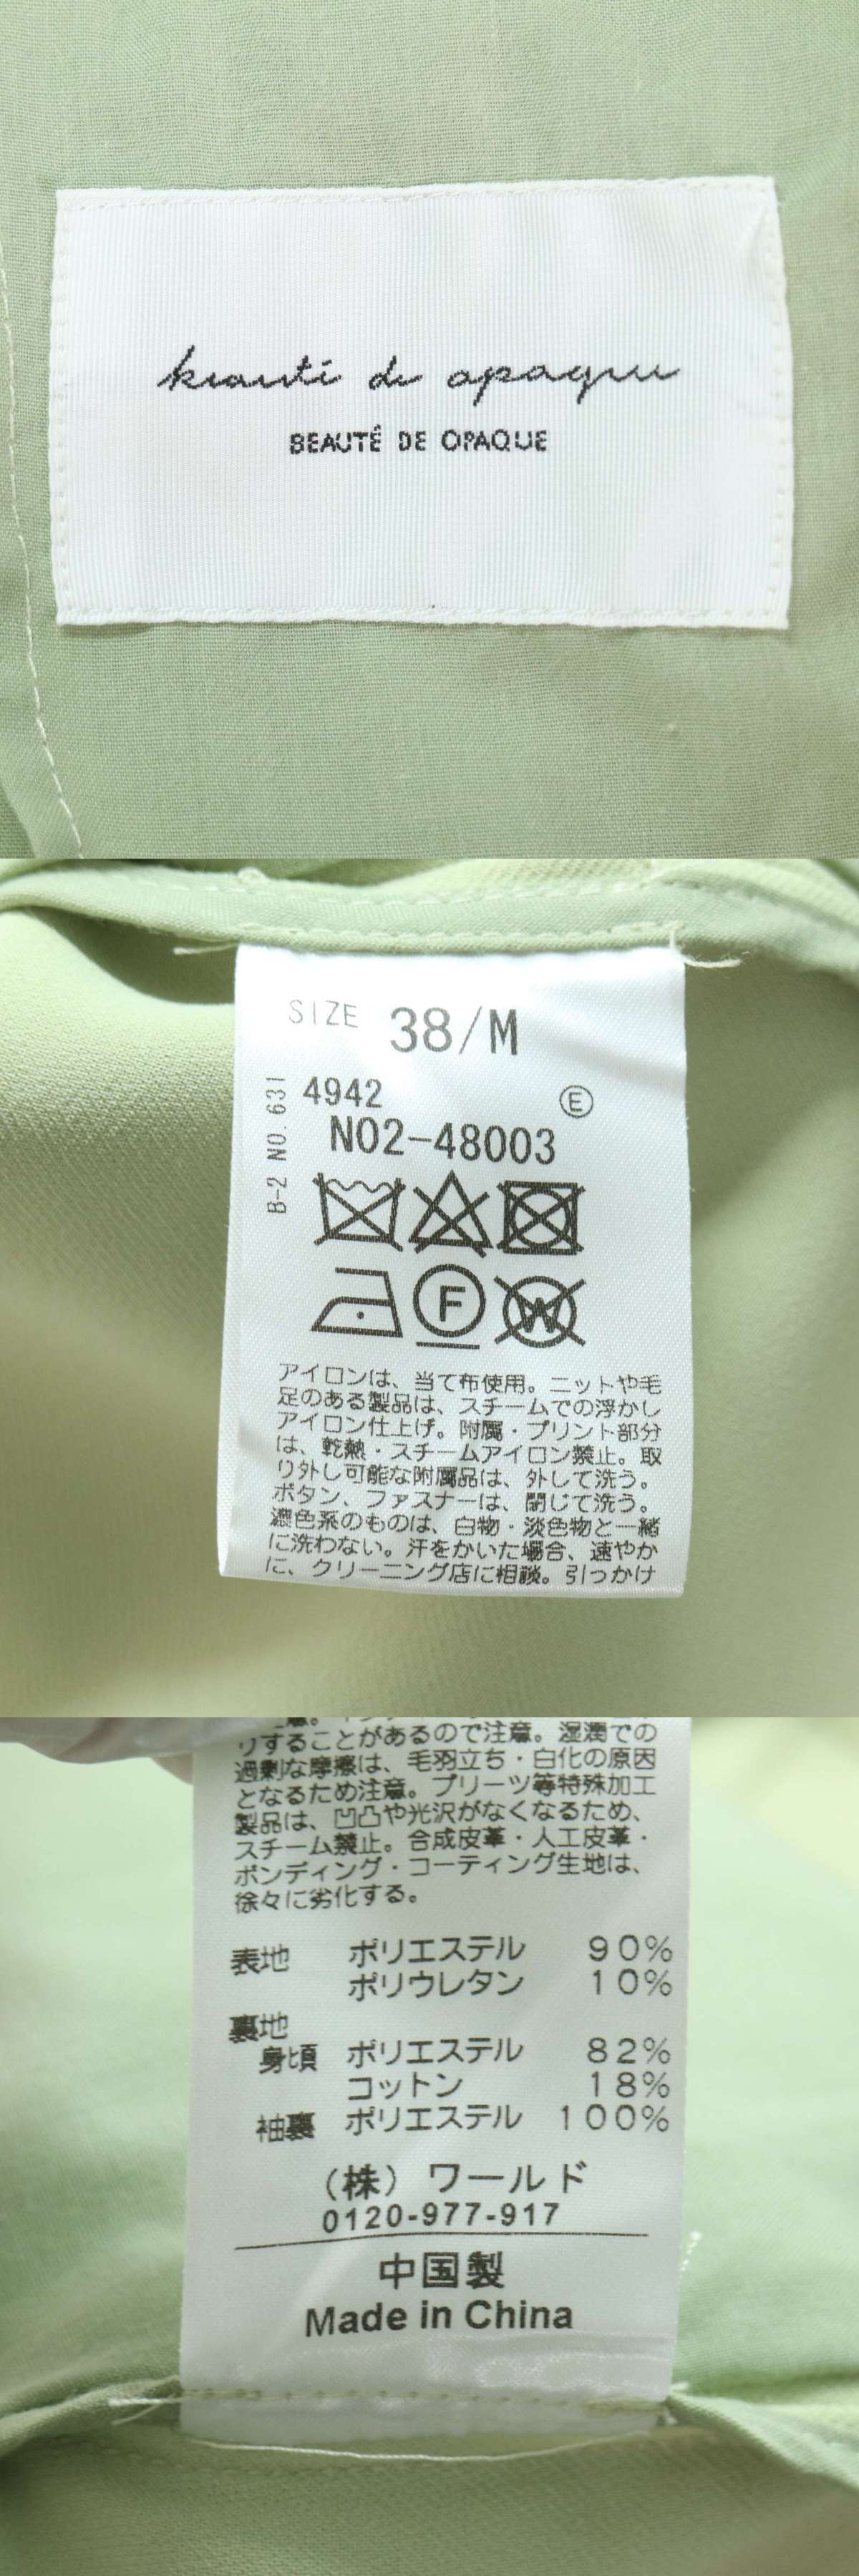 beauté de opaque
BEAUTÉ DE OPAQUE
SIZE 38/M
B-2 NO.631
4942
E
N02-48003
F
W
アイロンは、当て布使用。ニットや毛
足のある製品は、スチームでの浮かし
アイロン仕上げ。附属・プリント部分
は、乾熱・スチームアイロン禁止。取
り外し可能な附属品は、外して洗う。
ボタン、ファスナーは、閉じて洗う。
濃色系のものは、白物・淡色物と一緒
に洗わない。汗をかいた場合、速やか
に、クリーニング店に相談。引っかけ
りすることがあるので注意。湿潤での
過剰な摩擦は、毛羽立ち・白化の原因
となるため注意。プリーツ等特殊加工
製品は、凹凸や光沢がなくなるため、
スチーム禁止。合成皮革・人工皮革・
ボンディング・コーティング生地は、
徐々に劣化する。
表地 ポリエステル 90%
ポリウレタン 10%
裏地
身頃 ポリエステル 82%
コットン 18%
袖裏 ポリエステル 100%
(株) ワールド
0120-977-917
中国製
Made in China